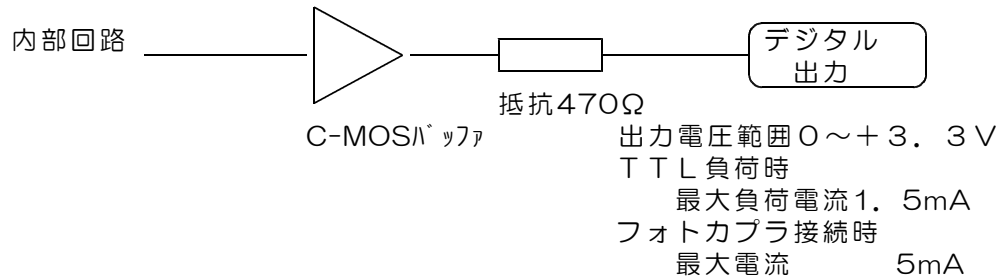 内部回路
デジタル
出力
抵抗470Ω
C-MOSバッファ
出力電圧範囲0~+3.3V
TTL負荷時
最大負荷電流1.5mA
フォトカプラ接続時
最大電流 5mA